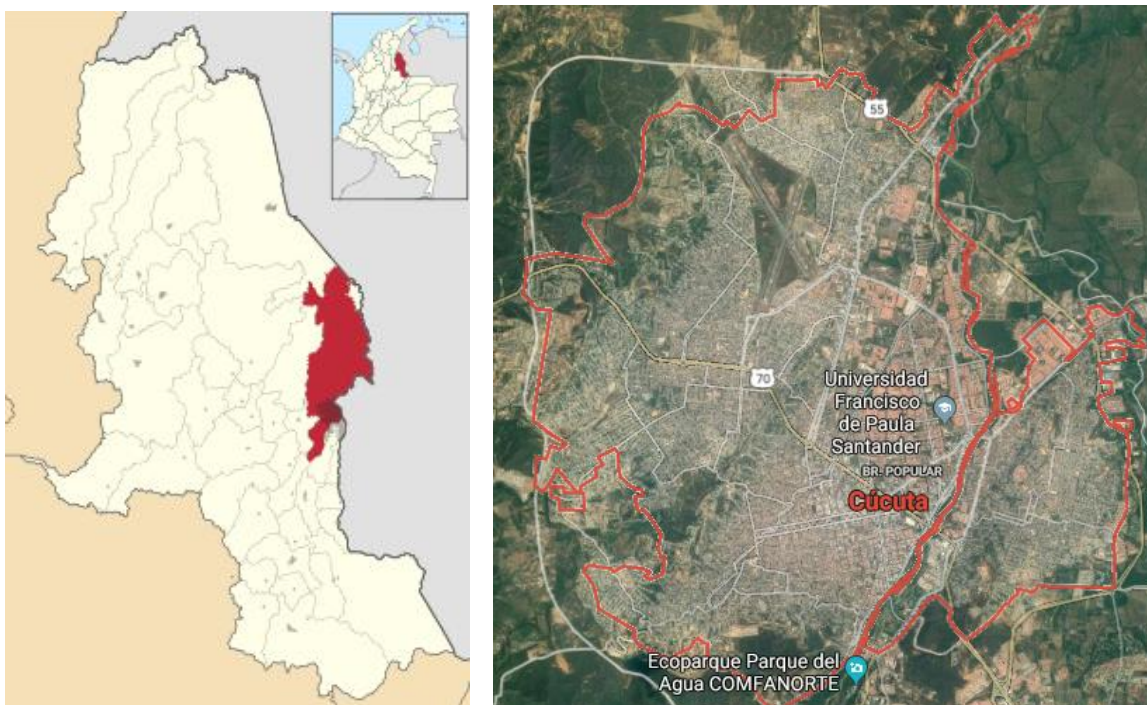 55
70
Universidad
Francisco
de Paula
Santander
BR. POPULAR
Cúcuta
Ecoparque Parque del
Agua COMFANORTE